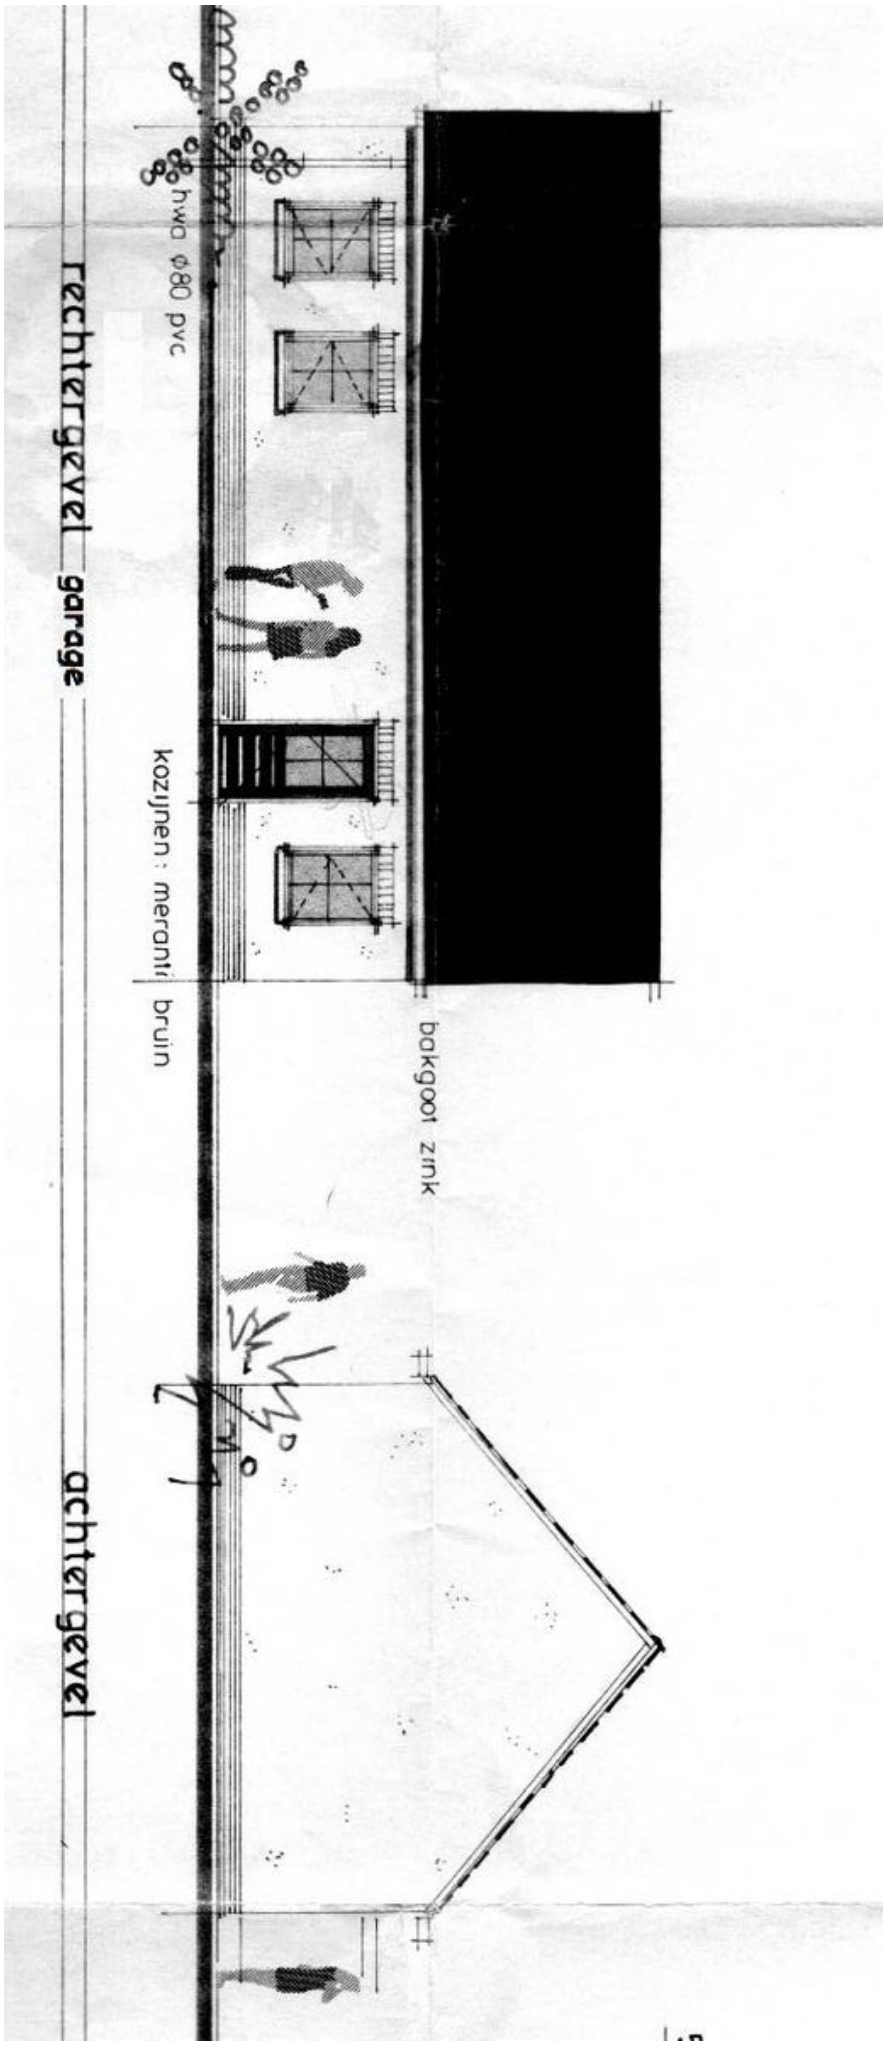 bakgoot zink
hwa ø80 pvc
kozijnen: meranti bruin
rechtergevel garage
achtergevel